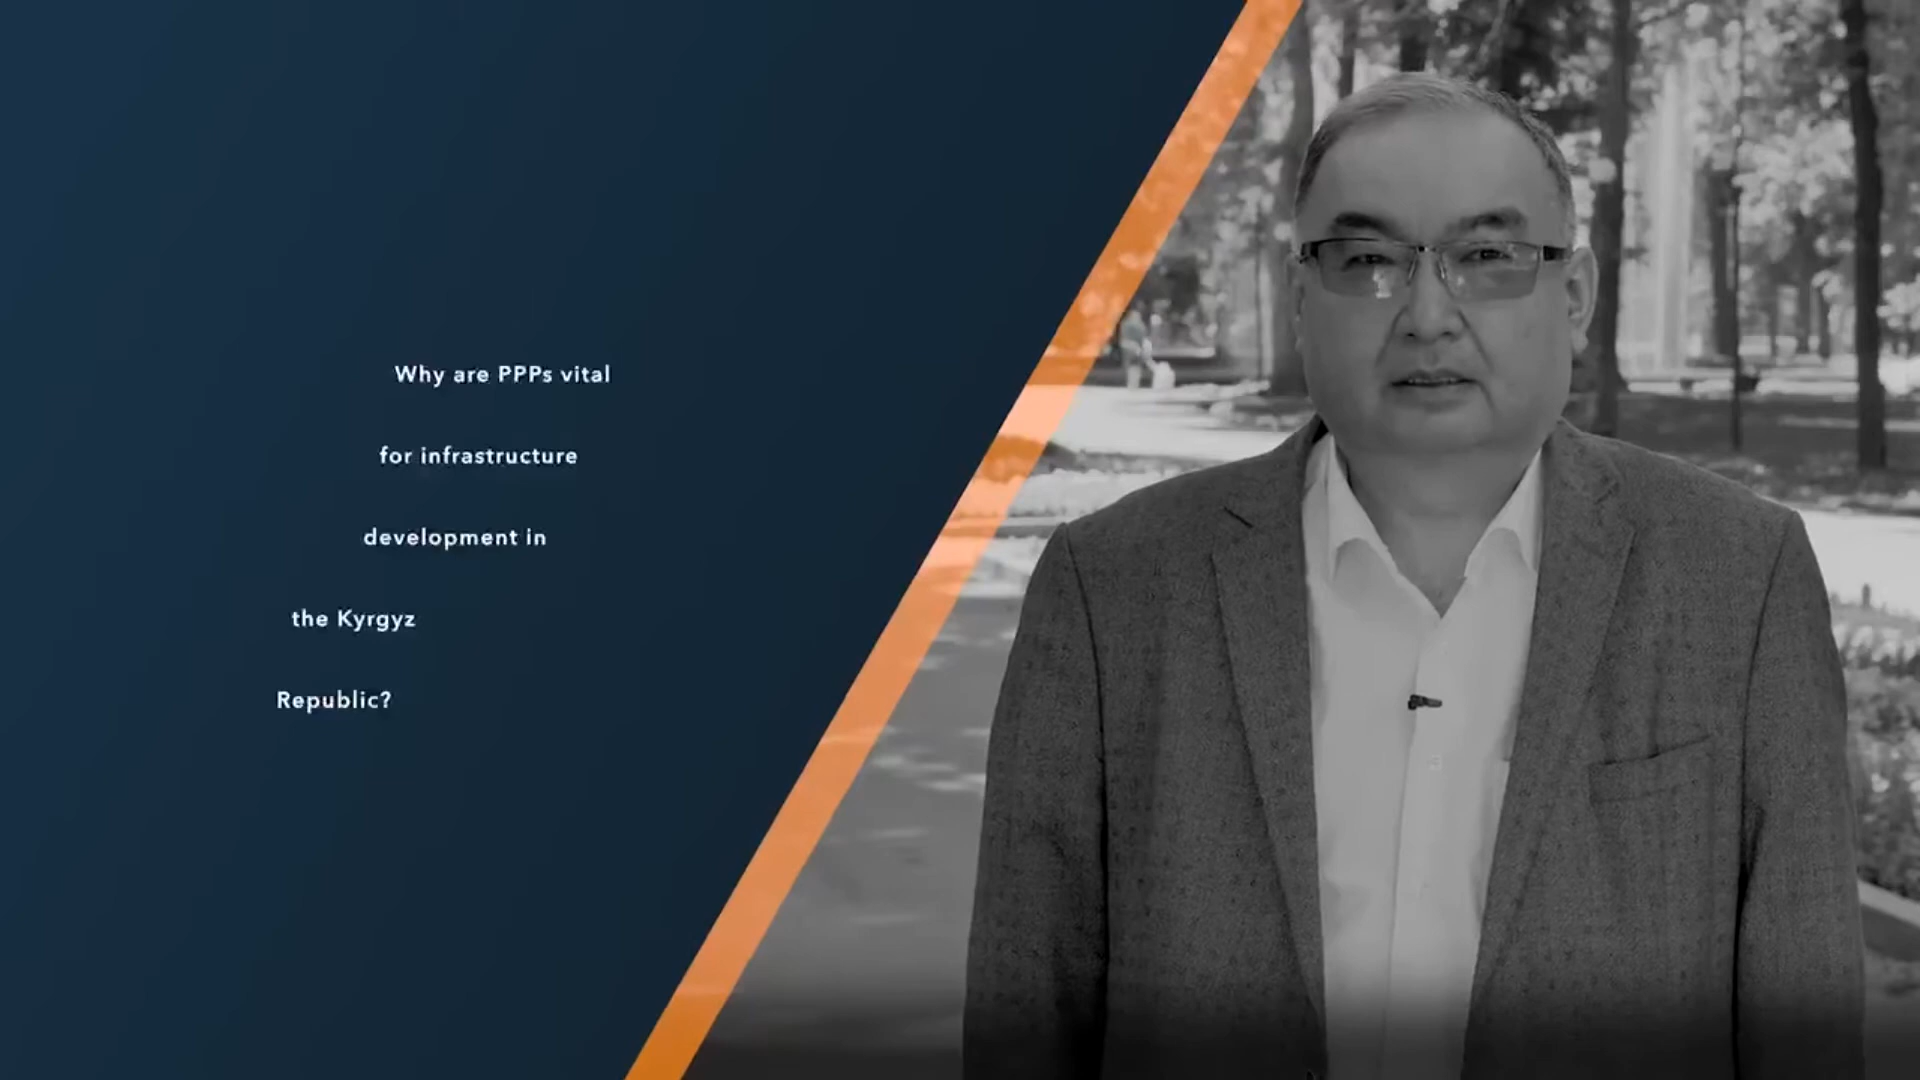 Why are PPPs vital
for infrastructure
development in
the Kyrgyz
Republic?